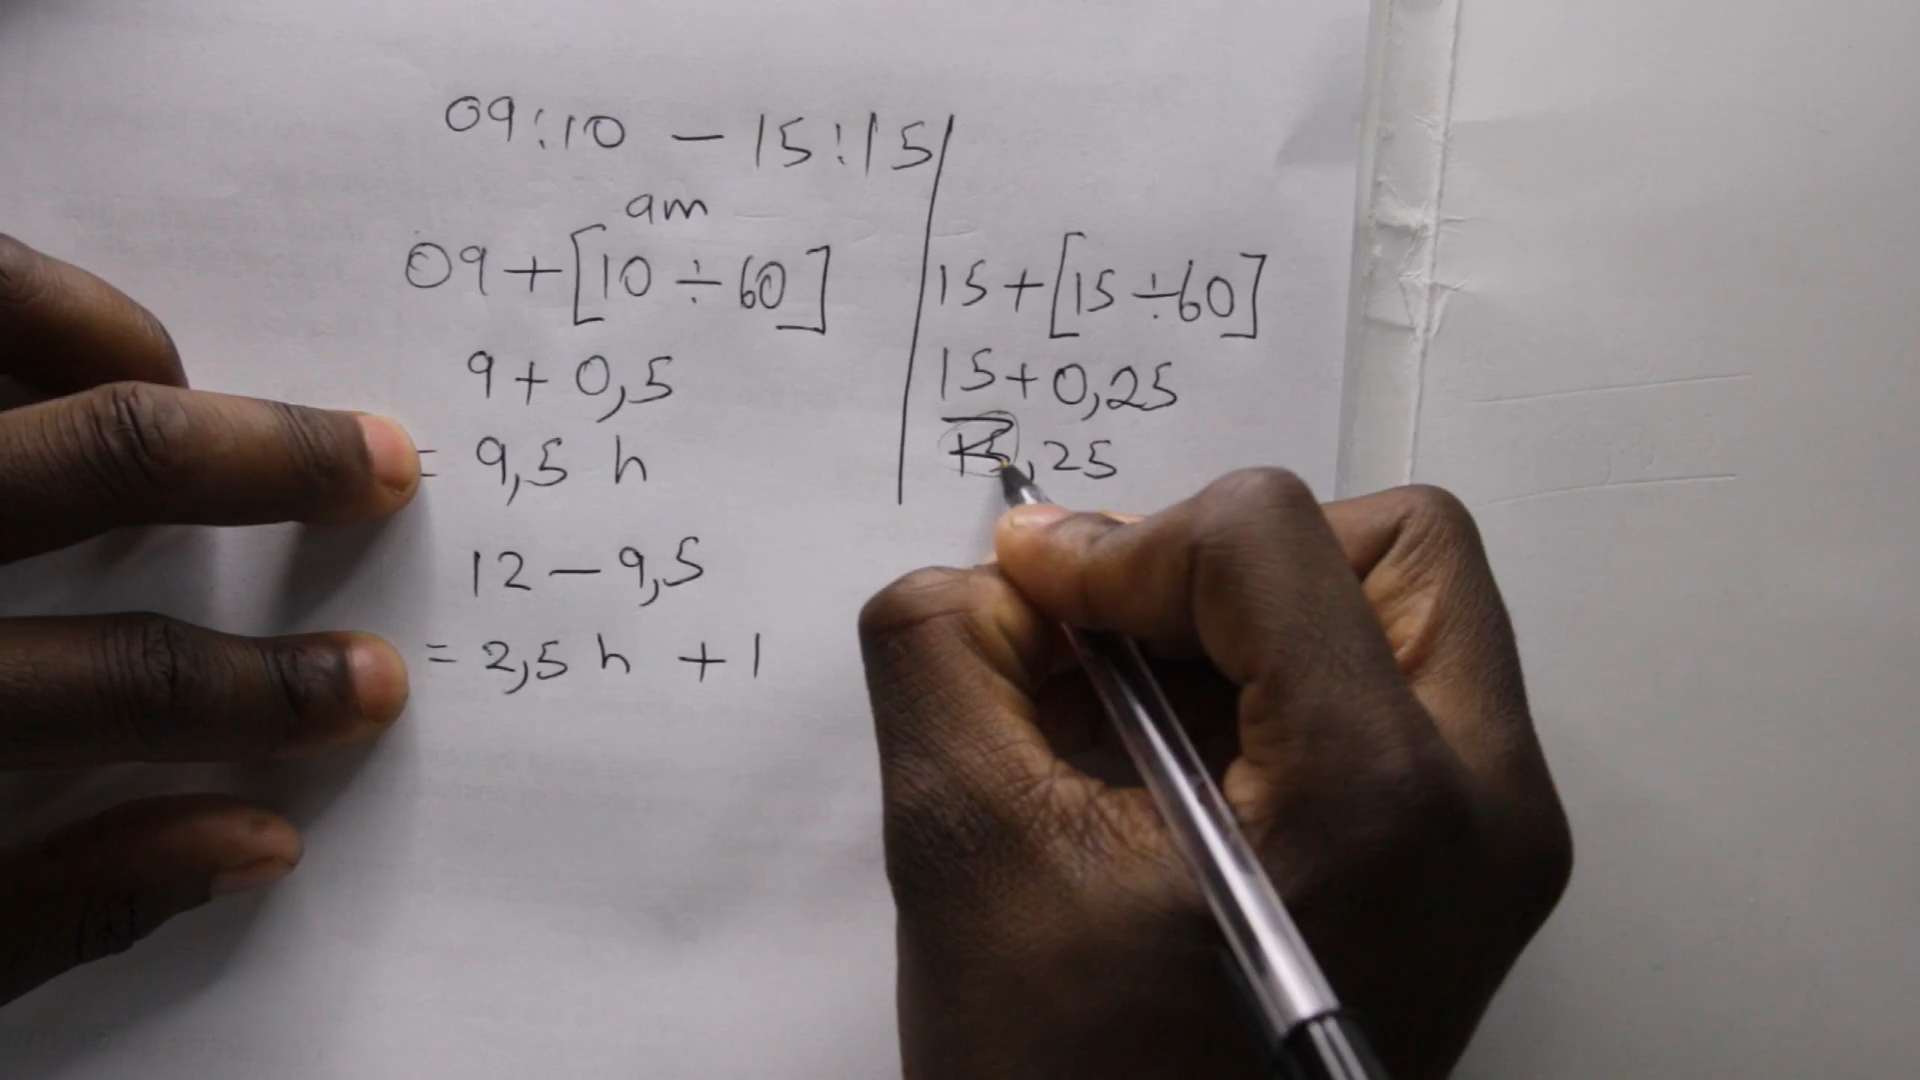 09:10 - 15:15
am
09+[10÷60]
9+0,5
= 9,5 h
12-9,5
= 2,5 h +1
15+[15÷60]
15+0,25
,25